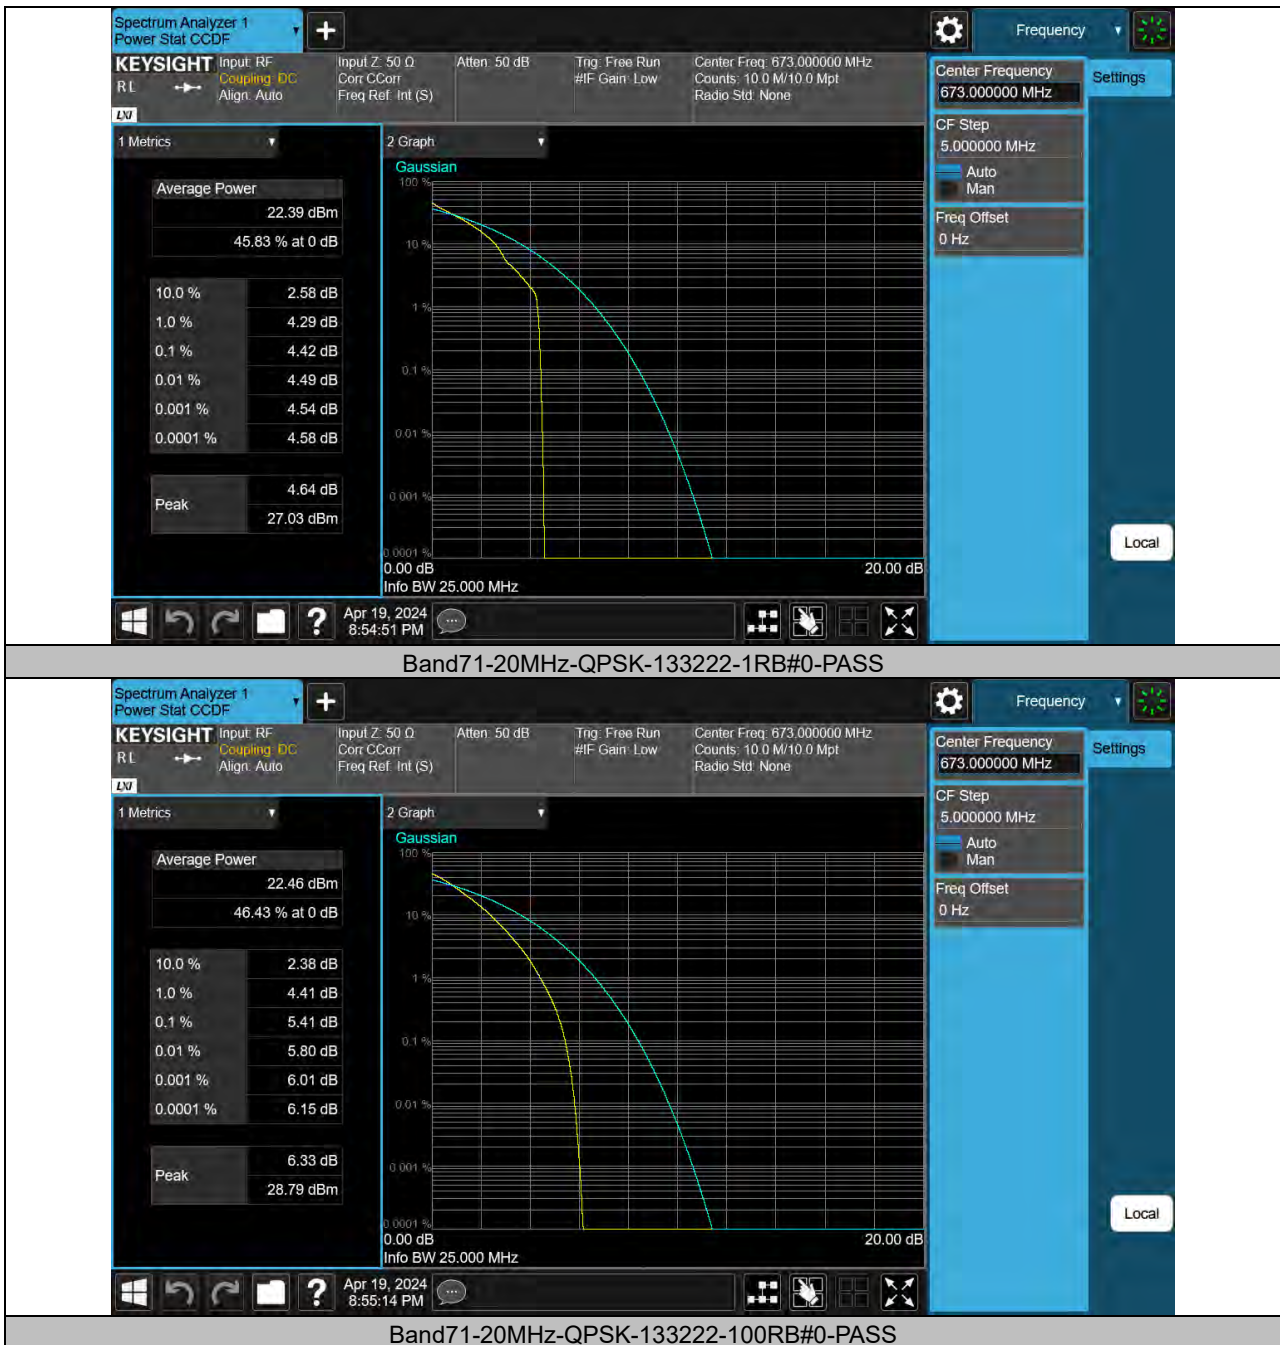 Spectrum Analyzer 1
Power Stat CCDF
Frequency
KEYSIGHT
RL
LXI
Input: RF
Coupling: DC
Align: Auto
Input Z: 50 Ω
Corr CCorr
Freq Ref: Int (S)
Atten: 50 dB
Trig: Free Run
#IF Gain: Low
Center Freq: 673.000000 MHz
Counts: 10.0 M/10.0 Mpt
Radio Std: None
Center Frequency
673.000000 MHz
Settings
CF Step
5.000000 MHz
Auto
Man
Freq Offset
0 Hz
Local
1 Metrics
Average Power
22.39 dBm
45.83 % at 0 dB
10.0 % 2.58 dB
1.0 % 4.29 dB
0.1 % 4.42 dB
0.01 % 4.49 dB
0.001 % 4.54 dB
0.0001 % 4.58 dB
Peak
4.64 dB
27.03 dBm
2 Graph
Gaussian
100 %
10 %
1 %
0.1 %
0.01 %
0.001 %
0.0001 %
0.00 dB 20.00 dB
Info BW 25.000 MHz
?
Apr 19, 2024
8:54:51 PM
Band71-20MHz-QPSK-133222-1RB#0-PASS
Spectrum Analyzer 1
Power Stat CCDF
Frequency
KEYSIGHT
RL
LXI
Input: RF
Coupling: DC
Align: Auto
Input Z: 50 Ω
Corr CCorr
Freq Ref: Int (S)
Atten: 50 dB
Trig: Free Run
#IF Gain: Low
Center Freq: 673.000000 MHz
Counts: 10.0 M/10.0 Mpt
Radio Std: None
Center Frequency
673.000000 MHz
Settings
CF Step
5.000000 MHz
Auto
Man
Freq Offset
0 Hz
Local
1 Metrics
Average Power
22.46 dBm
46.43 % at 0 dB
10.0 % 2.38 dB
1.0 % 4.41 dB
0.1 % 5.41 dB
0.01 % 5.80 dB
0.001 % 6.01 dB
0.0001 % 6.15 dB
Peak
6.33 dB
28.79 dBm
2 Graph
Gaussian
100 %
10 %
1 %
0.1 %
0.01 %
0.001 %
0.0001 %
0.00 dB 20.00 dB
Info BW 25.000 MHz
?
Apr 19, 2024
8:55:14 PM
Band71-20MHz-QPSK-133222-100RB#0-PASS